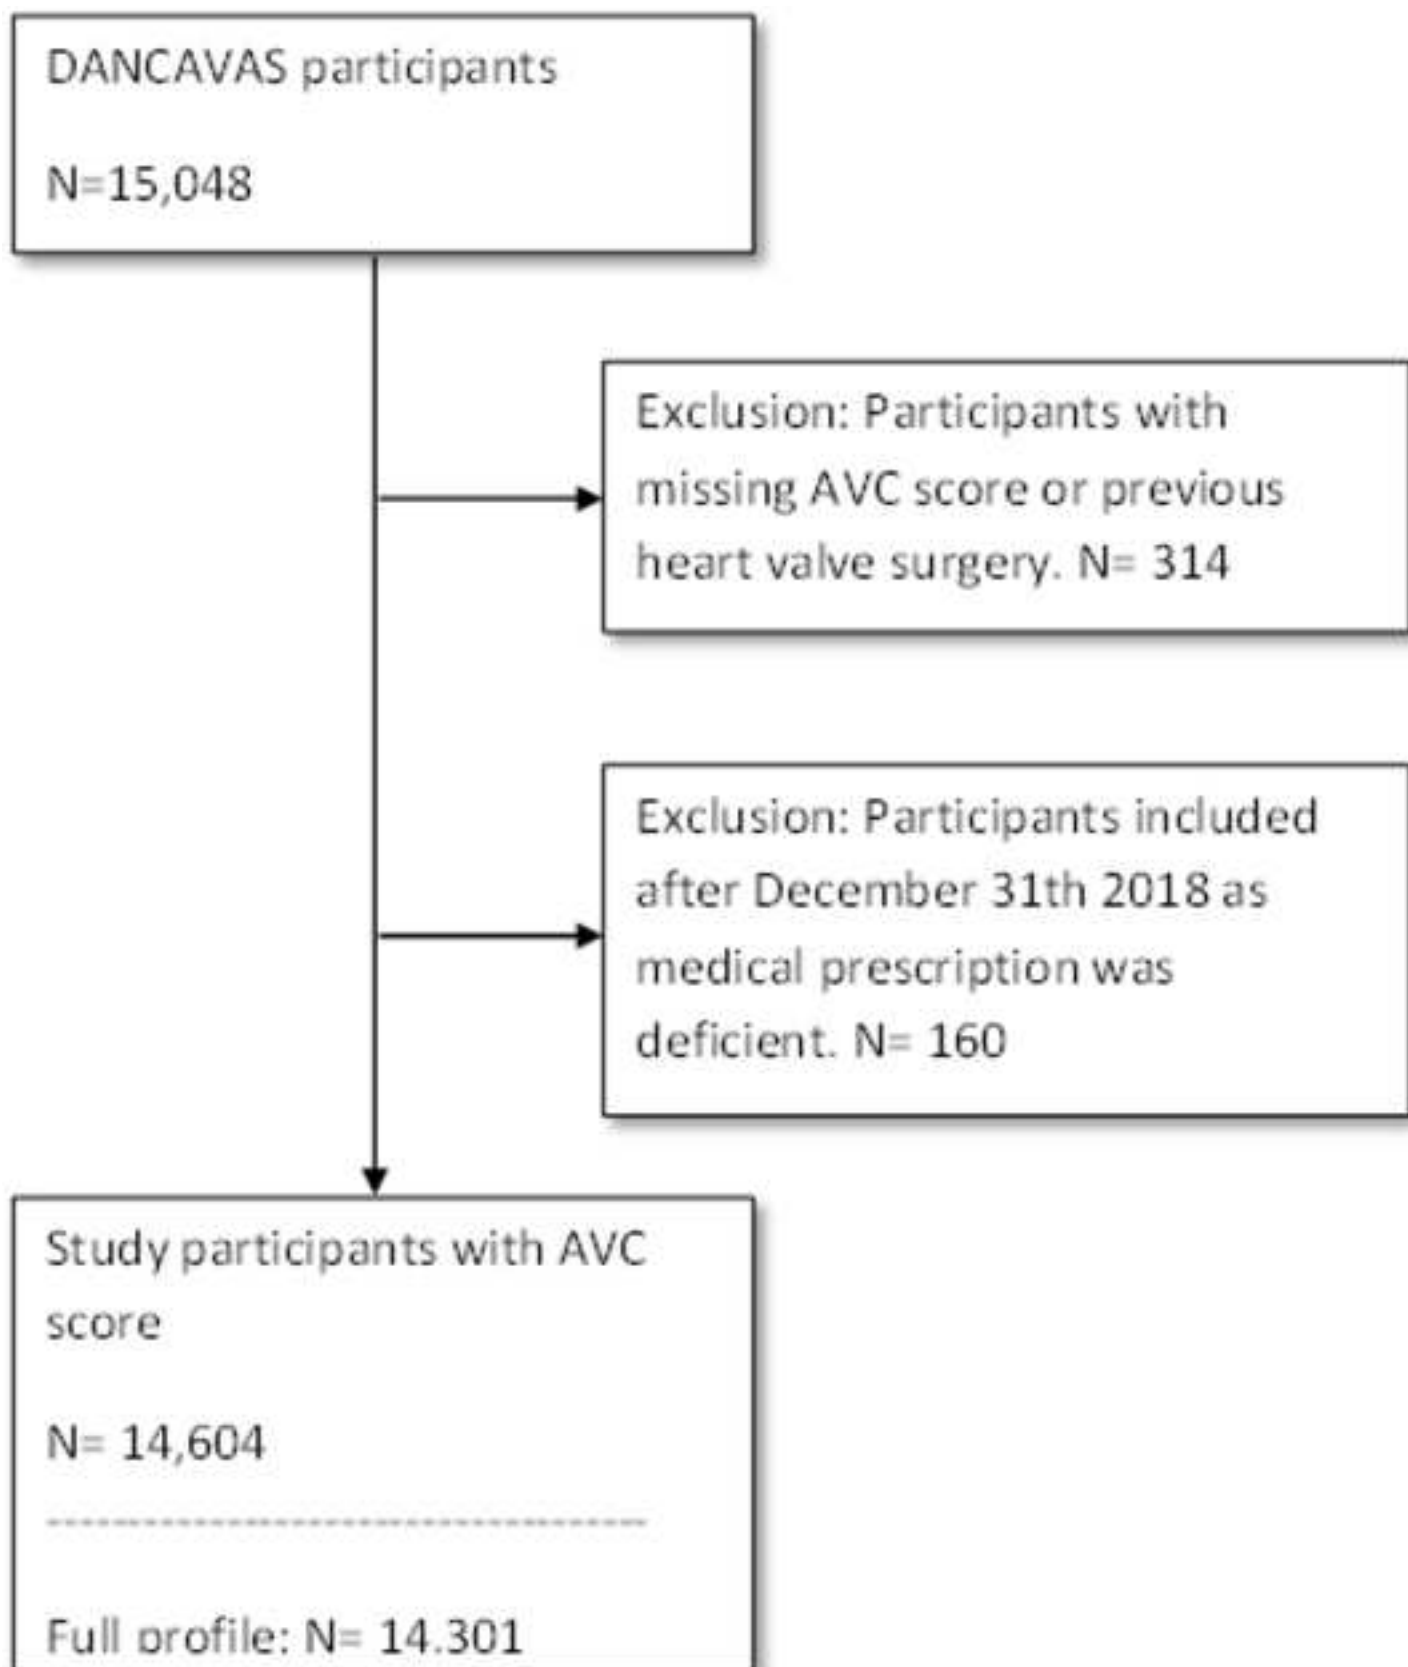 DANCAVAS participants
N=15,048
Exclusion: Participants with
missing AVC score or previous
heart valve surgery. N= 314
Exclusion: Participants included
after December 31th 2018 as
medical prescription was
deficient. N= 160
Study participants with AVC
score
N= 14,604
-------------------------------------
Full profile: N= 14.301